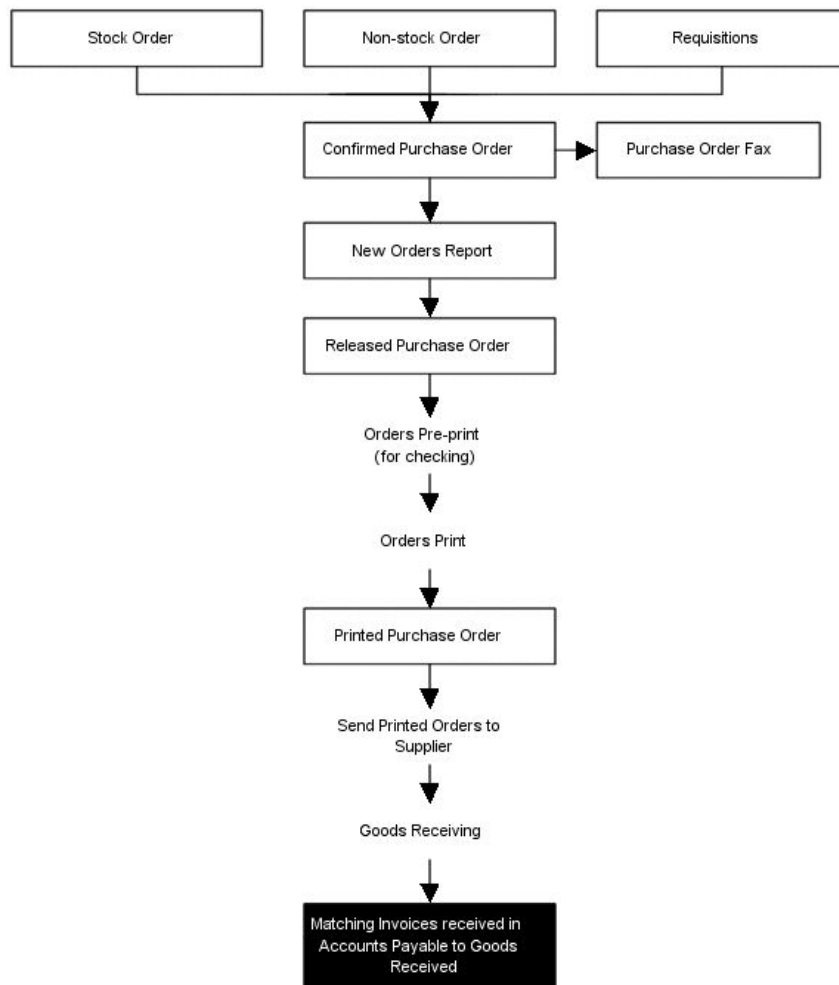 Stock Order
Non-stock Order
Requisitions
Confirmed Purchase Order
Purchase Order Fax
New Orders Report
Released Purchase Order
Orders Pre-print
(for checking)
Orders Print
Printed Purchase Order
Send Printed Orders to
Supplier
Goods Receiving
Matching Invoices received in
Accounts Payable to Goods
Received